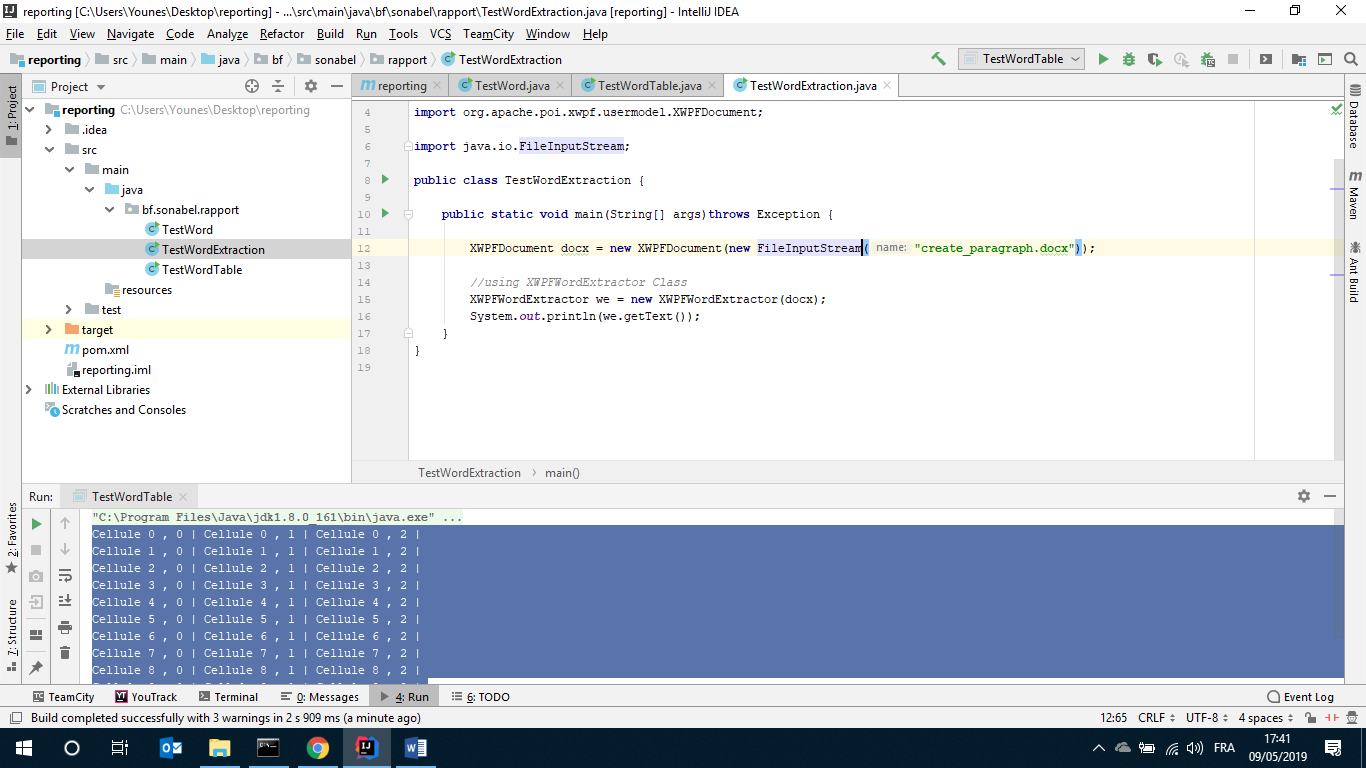 reporting [C:\Users\Younes\Desktop\reporting] - ...\src\main\java\bf\sonabel\rapport\TestWordExtraction.java [reporting] - IntelliJ IDEA
File Edit View Navigate Code Analyze Refactor Build Run Tools VCS TeamCity Window Help
reporting src main java bf sonabel rapport TestWordExtraction TestWordTable
1: Project
Project
reporting C:\Users\Younes\Desktop\reporting
.idea
src
main
java
bf.sonabel.rapport
TestWord
TestWordExtraction
TestWordTable
resources
test
target
pom.xml
reporting.iml
External Libraries
Scratches and Consoles
reporting TestWord.java TestWordTable.java TestWordExtraction.java
4 import org.apache.poi.xwpf.usermodel.XWPFDocument;
5
6 import java.io.FileInputStream;
7
8 public class TestWordExtraction {
9
10 public static void main(String[] args)throws Exception {
11
12 XWPFDocument docx = new XWPFDocument(new FileInputStream( name: "create_paragraph.docx"));
13
14 //using XWPFWordExtractor Class
15 XWPFWordExtractor we = new XWPFWordExtractor(docx);
16 System.out.println(we.getText());
17 }
18 }
19
TestWordExtraction main()
Database
Maven
Ant Build
Run: TestWordTable
"C:\Program Files\Java\jdk1.8.0_161\bin\java.exe" ...
Cellule 0 , 0 | Cellule 0 , 1 | Cellule 0 , 2 |
Cellule 1 , 0 | Cellule 1 , 1 | Cellule 1 , 2 |
Cellule 2 , 0 | Cellule 2 , 1 | Cellule 2 , 2 |
Cellule 3 , 0 | Cellule 3 , 1 | Cellule 3 , 2 |
Cellule 4 , 0 | Cellule 4 , 1 | Cellule 4 , 2 |
Cellule 5 , 0 | Cellule 5 , 1 | Cellule 5 , 2 |
Cellule 6 , 0 | Cellule 6 , 1 | Cellule 6 , 2 |
Cellule 7 , 0 | Cellule 7 , 1 | Cellule 7 , 2 |
Cellule 8 , 0 | Cellule 8 , 1 | Cellule 8 , 2 |
2: Favorites
7: Structure
TeamCity YouTrack Terminal 0: Messages 4: Run 6: TODO Event Log
Build completed successfully with 3 warnings in 2 s 909 ms (a minute ago) 12:65 CRLF UTF-8 4 spaces
FRA 17:41
09/05/2019